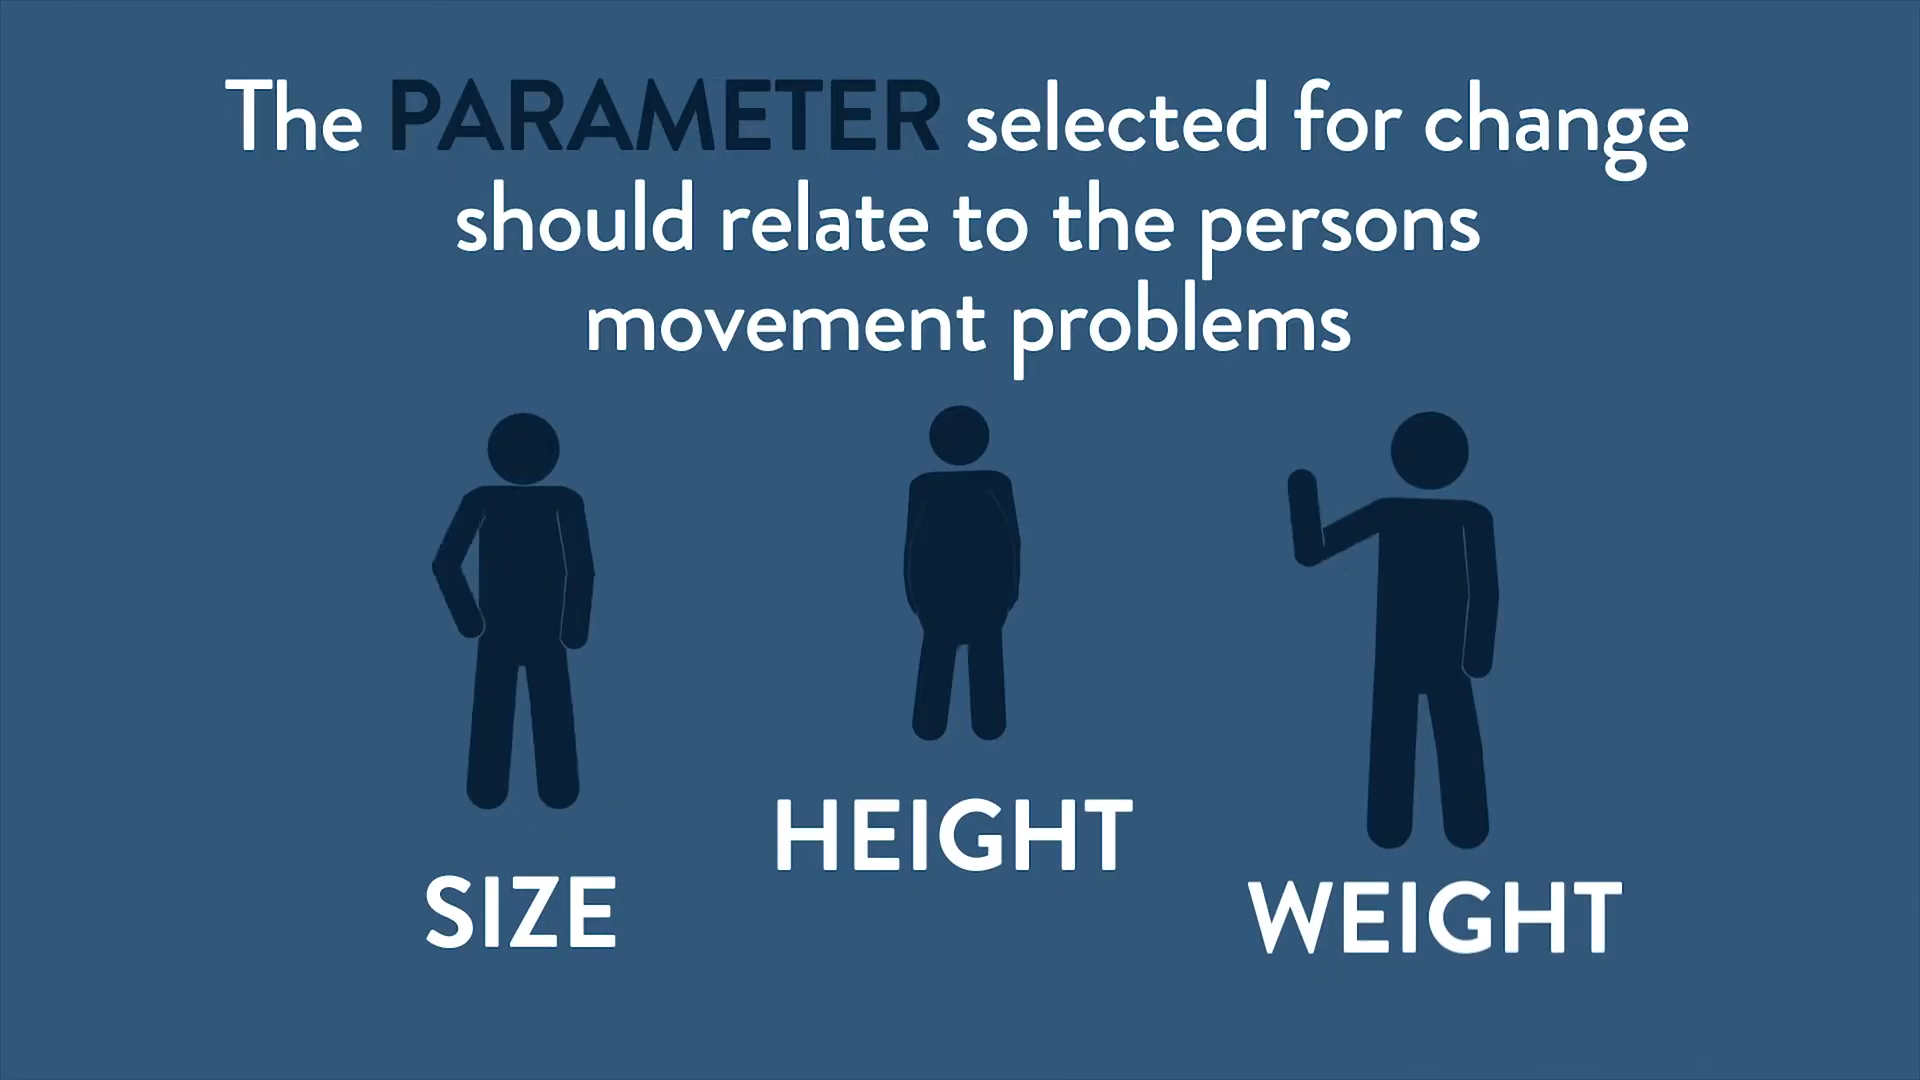 The PARAMETER selected for change
should relate to the persons
movement problems
SIZE
HEIGHT
WEIGHT